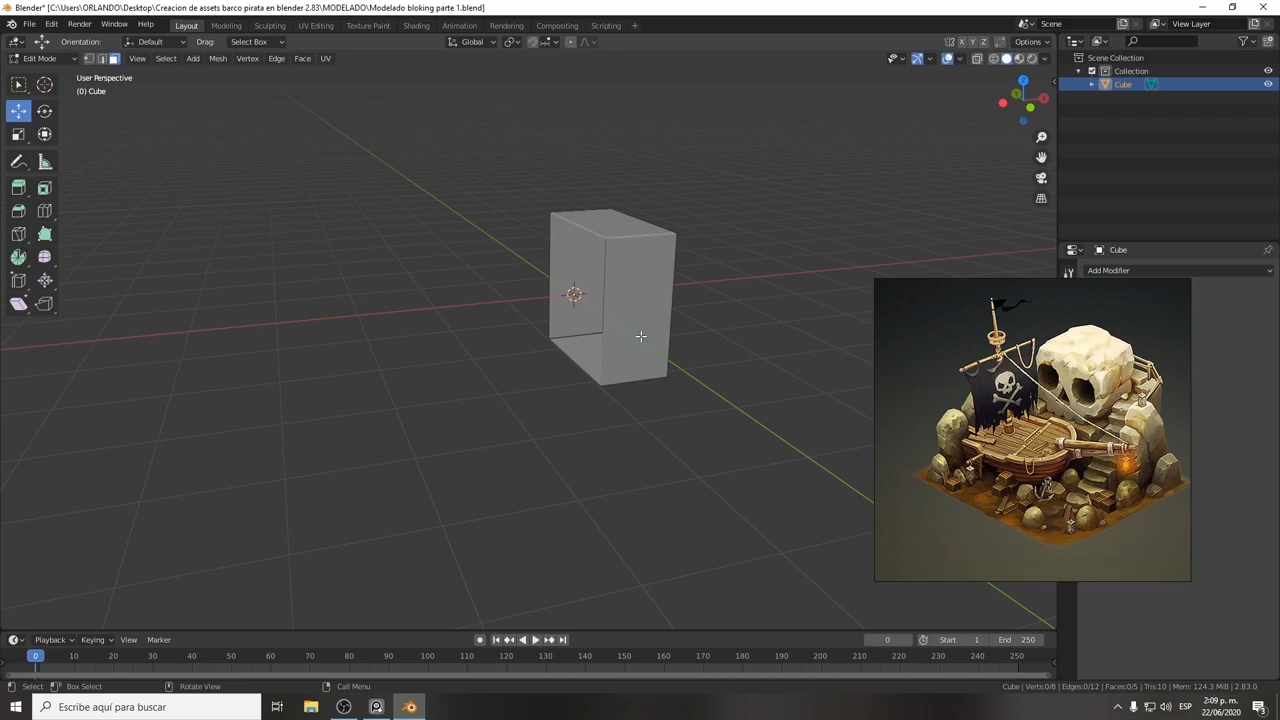 Blender* [C:\Users\ORLANDO\Desktop\Creacion de assets barco pirata en blender 2.83\MODELADO\Modelado bloking parte 1.blend]
File Edit Render Window Help Layout Modeling Sculpting UV Editing Texture Paint Shading Animation Rendering Compositing Scripting + Scene View Layer
Orientation: Default Drag: Select Box Global X Y Z Options
Edit Mode View Select Add Mesh Vertex Edge Face UV
User Perspective
(0) Cube
Z
Y
X
Scene Collection
Collection
Cube
Cube
Add Modifier
Playback Keying View Marker 0 Start 1 End 250
0 10 20 30 40 50 60 70 80 90 100 110 120 130 140 150 160 170 180 190 200 210 220 230 240 250
Select Box Select Rotate View Call Menu Cube | Verts:0/8 | Edges:0/12 | Faces:0/5 | Tris:10 | Mem: 124.3 MiB | 2.83.0
Escribe aquí para buscar ESP 2:09 p. m.
22/06/2020
3